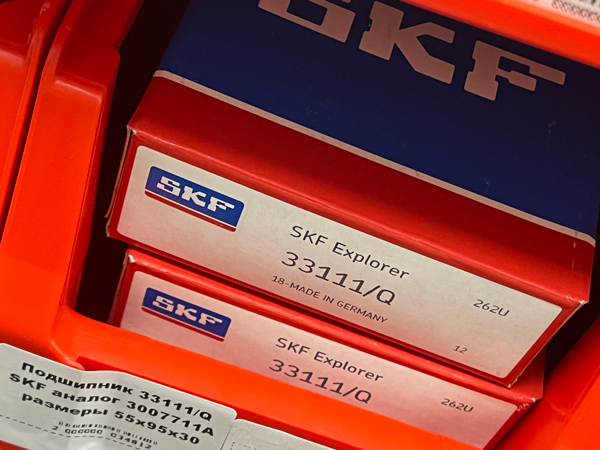 SKF
SKF
SKF Explorer
33111/Q
18-MADE IN GERMANY
262U
12
SKF
SKF Explorer
33111/Q
262U
Подшипник 33111/Q
SKF аналог 3007711А
размеры 55x95x30